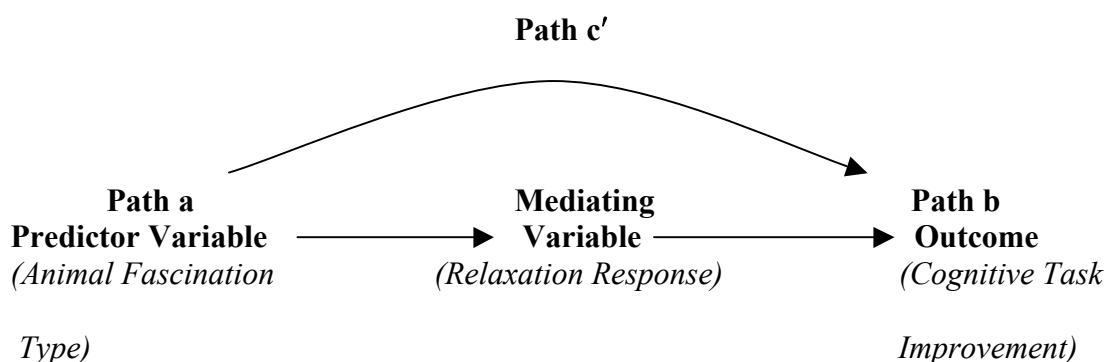 Path c′
Path a Mediating Path b
Predictor Variable Variable Outcome
(Animal Fascination (Relaxation Response) (Cognitive Task
Type) Improvement)